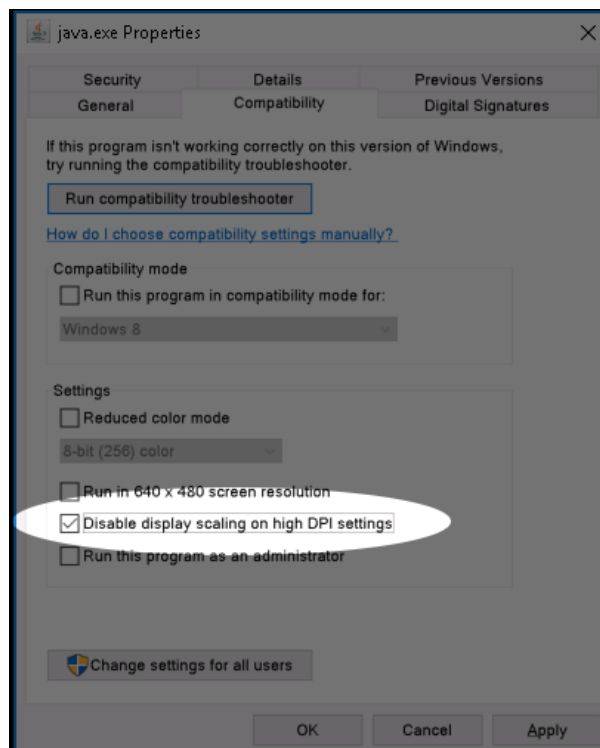 java.exe Properties
Security Details Previous Versions
General Compatibility Digital Signatures
If this program isn't working correctly on this version of Windows,
try running the compatibility troubleshooter.
Run compatibility troubleshooter
How do I choose compatibility settings manually?
Compatibility mode
Run this program in compatibility mode for:
Windows 8
Settings
Reduced color mode
8-bit (256) color
Run in 640 x 480 screen resolution
Disable display scaling on high DPI settings
Run this program as an administrator
Change settings for all users
OK Cancel Apply